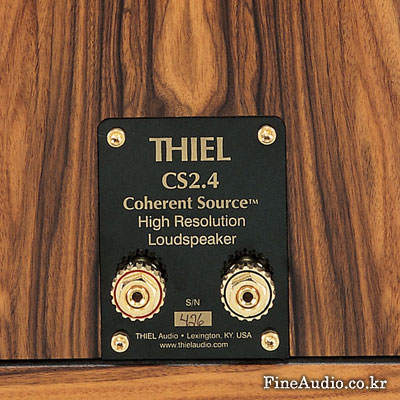 THIEL
CS2.4
Coherent Source™
High Resolution
Loudspeaker
S/N
426
THIEL Audio • Lexington, KY. USA
www.thielaudio.com
FineAudio.co.kr